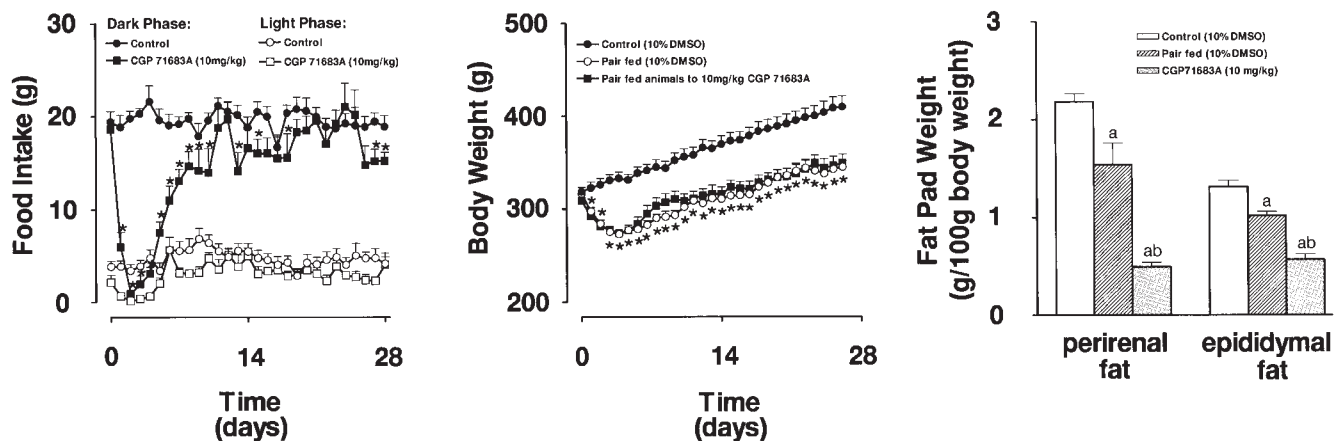 Dark Phase:
Control
CGP 71683A (10mg/kg)
Light Phase:
Control
CGP 71683A (10mg/kg)
Food Intake (g)
30
20
10
0
0
14
28
Time
(days)
Control (10%DMSO)
Pair fed (10%DMSO)
Pair fed animals to 10mg/kg CGP 71683A
Body Weight (g)
500
400
300
200
0
14
28
Time
(days)
Control (10%DMSO)
Pair fed (10%DMSO)
CGP71683A (10 mg/kg)
Fat Pad Weight
(g/100g body weight)
3
2
1
0
a
ab
a
ab
perirenal
fat
epididymal
fat